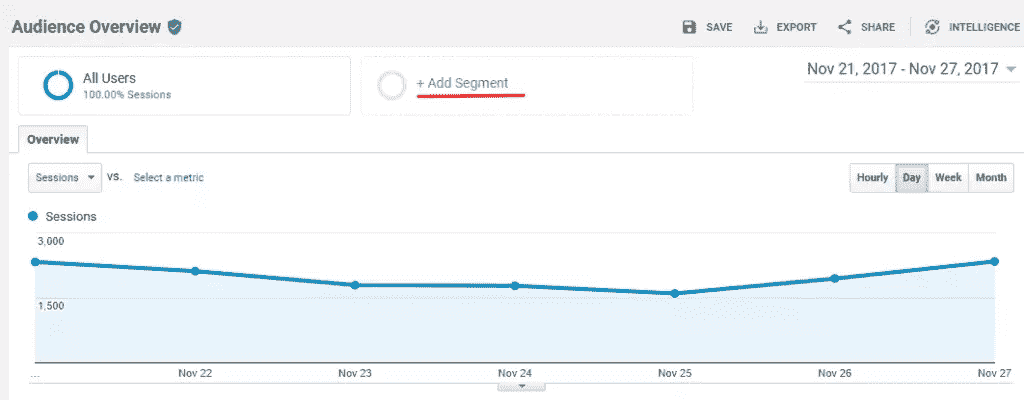 Audience Overview
SAVE EXPORT SHARE INTELLIGENCE
All Users
100.00% Sessions
+ Add Segment
Nov 21, 2017 - Nov 27, 2017
Overview
Sessions VS. Select a metric
Hourly Day Week Month
Sessions
3,000
1,500
... Nov 22 Nov 23 Nov 24 Nov 25 Nov 26 Nov 27